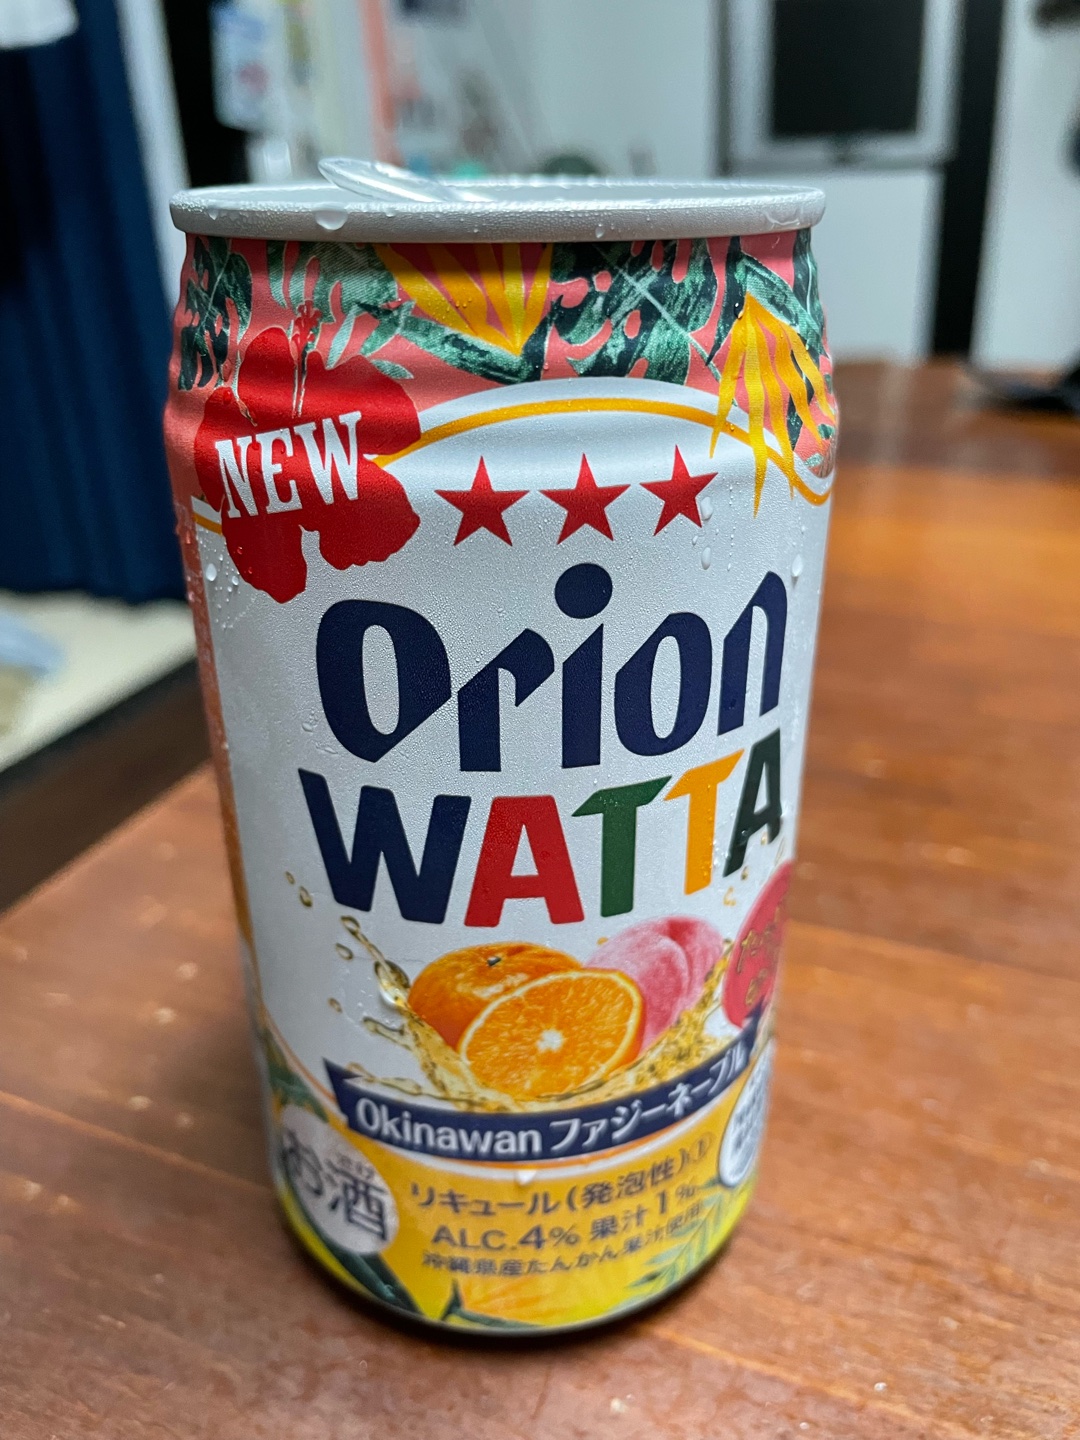 NEW
Orion
WATTA
Okinawan ファジーネーブル
お酒
リキュール(発泡性)①
ALC.4% 果汁1%
沖縄県産たんかん果汁使用